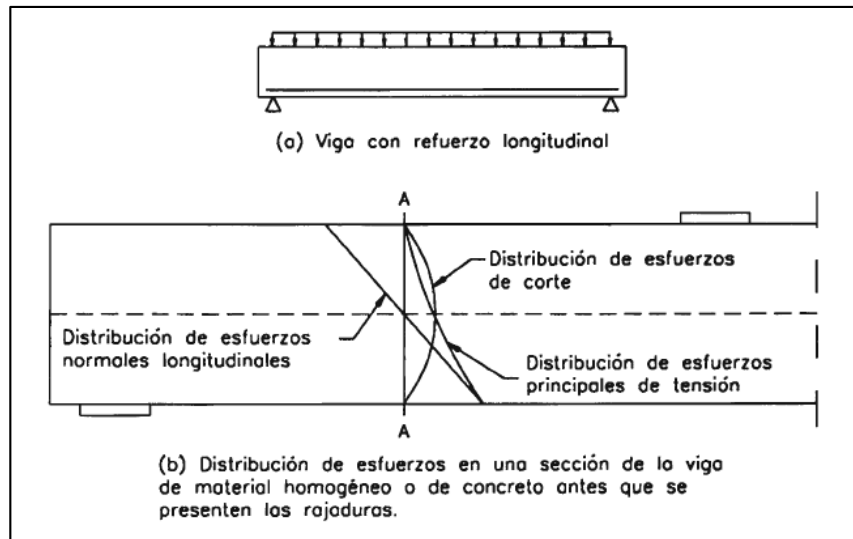 (a) Viga con refuerzo longitudinal
A
Distribución de esfuerzos
de corte
Distribución de esfuerzos
normales longitudinales
Distribución de esfuerzos
principales de tensión
A
(b) Distribución de esfuerzos en una sección de la viga
de material homogéneo o de concreto antes que se
presenten las rajaduras.